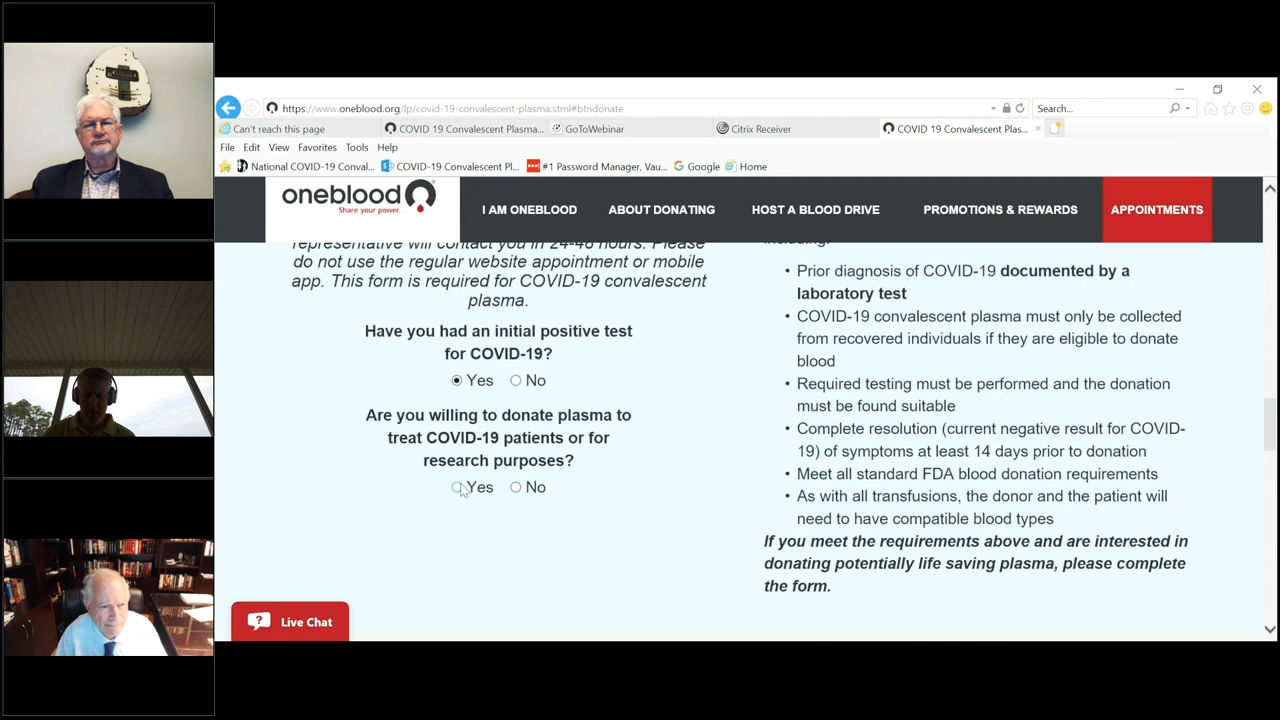 https://www.oneblood.org/lp/covid-19-convalescent-plasma.stml#btndonate
Search...
Can't reach this page
COVID 19 Convalescent Plasma...
GoToWebinar
Citrix Receiver
COVID 19 Convalescent Plas...
File Edit View Favorites Tools Help
National COVID-19 Conval...
COVID-19 Convalescent Pl...
#1 Password Manager, Vau...
Google
Home
oneblood
Share your power.
I AM ONEBLOOD
ABOUT DONATING
HOST A BLOOD DRIVE
PROMOTIONS & REWARDS
APPOINTMENTS
representative will contact you in 24-48 hours. Please
do not use the regular website appointment or mobile
app. This form is required for COVID-19 convalescent
plasma.
Have you had an initial positive test
for COVID-19?
Yes No
Are you willing to donate plasma to
treat COVID-19 patients or for
research purposes?
Yes No
Live Chat
including:
• Prior diagnosis of COVID-19 documented by a
laboratory test
• COVID-19 convalescent plasma must only be collected
from recovered individuals if they are eligible to donate
blood
• Required testing must be performed and the donation
must be found suitable
• Complete resolution (current negative result for COVID-
19) of symptoms at least 14 days prior to donation
• Meet all standard FDA blood donation requirements
• As with all transfusions, the donor and the patient will
need to have compatible blood types
If you meet the requirements above and are interested in
donating potentially life saving plasma, please complete
the form.